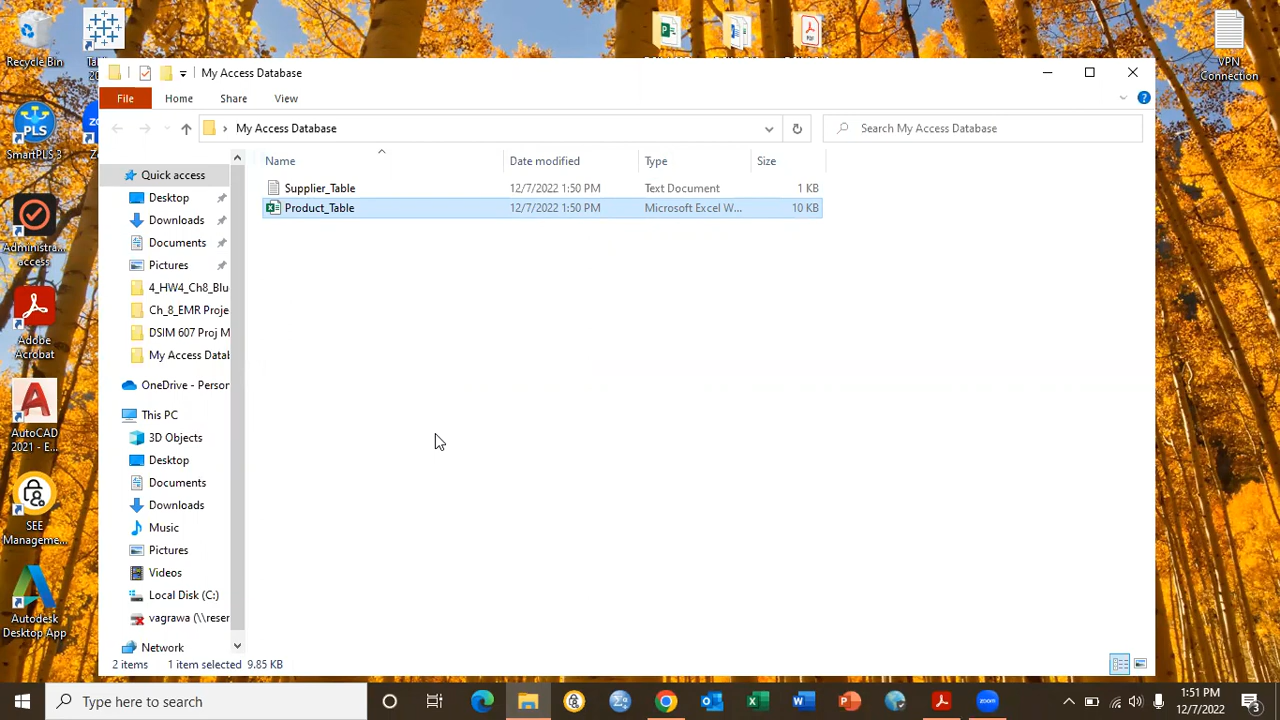 Recycle Bin
VPN
Connection
SmartPLS 3
Administra...
access
Adobe
Acrobat
AutoCAD
2021 - E...
SEE
Manageme...
Autodesk
Desktop App
My Access Database
File Home Share View
My Access Database
Search My Access Database
Name Date modified Type Size
Supplier_Table 12/7/2022 1:50 PM Text Document 1 KB
Product_Table 12/7/2022 1:50 PM Microsoft Excel W... 10 KB
Quick access
Desktop
Downloads
Documents
Pictures
4_HW4_Ch8_Blu
Ch_8_EMR Proje
DSIM 607 Proj M
My Access Datab
OneDrive - Person
This PC
3D Objects
Desktop
Documents
Downloads
Music
Pictures
Videos
Local Disk (C:)
vagrawa (\\reser
Network
2 items 1 item selected 9.85 KB
Type here to search
1:51 PM
12/7/2022
3